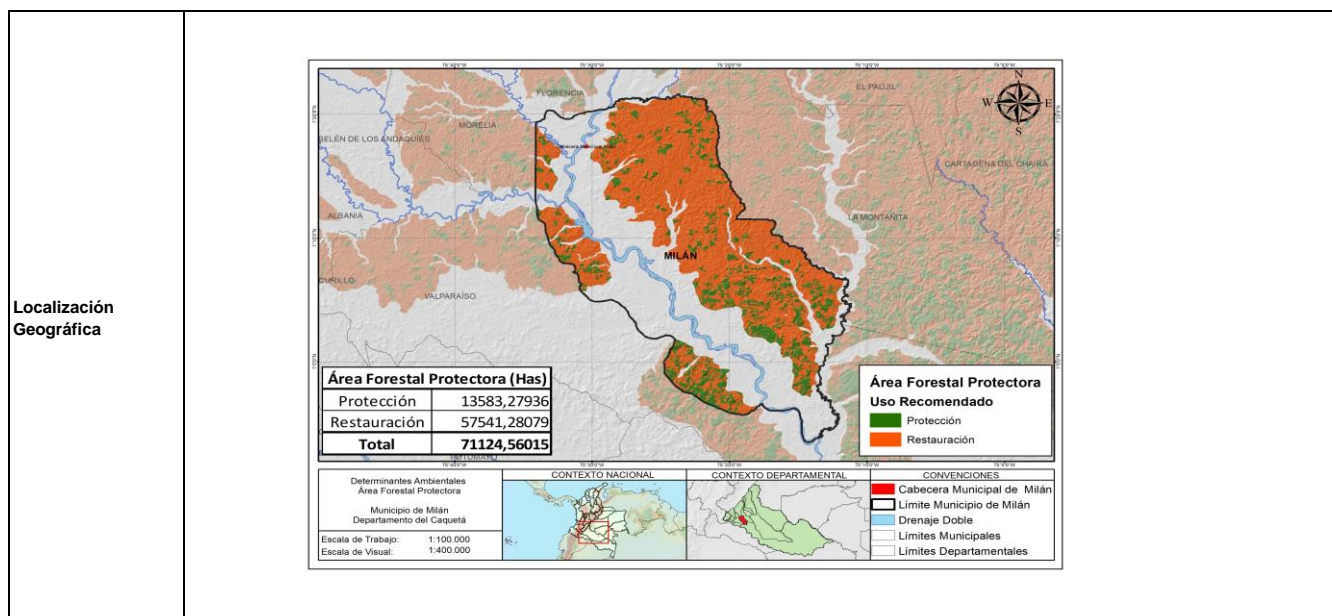 Localización
Geográfica
N
W
E
S
FLORENCIA
EL PAUJIL
MORELIA
BELÉN DE LOS ANDAQUÍES
CARTAGENA DEL CHAIRÁ
ALBANIA
LA MONTAÑITA
MILÁN
CURILLO
VALPARAÍSO
Área Forestal Protectora (Has)
Protección 13583,27936
Restauración 57541,28079
Total 71124,56015
Área Forestal Protectora
Uso Recomendado
Protección
Restauración
PUTUMAYO
Determinantes Ambientales
Área Forestal Protectora
Municipio de Milán
Departamento del Caquetá
Escala de Trabajo: 1:100.000
Escala de Visual: 1:400.000
CONTEXTO NACIONAL
CONTEXTO DEPARTAMENTAL
CONVENCIONES
Cabecera Municipal de Milán
Límite Municipio de Milán
Drenaje Doble
Límites Municipales
Límites Departamentales